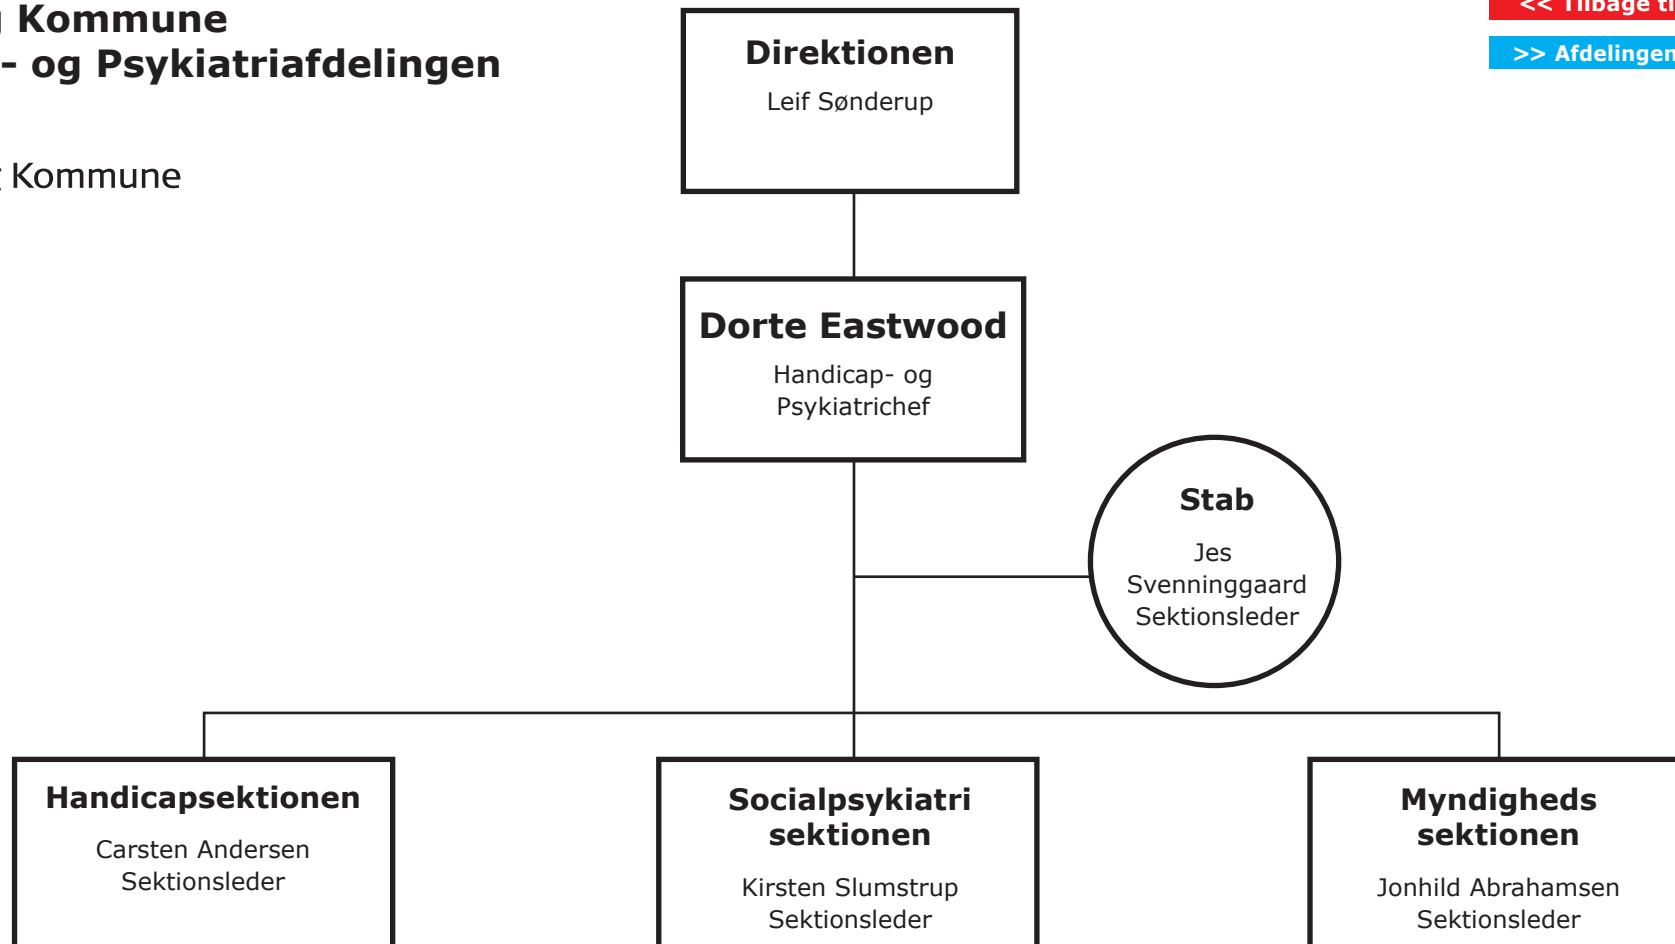 Kommune
- og Psykiatriafdelingen
Kommune
<< Tilbage
>> Afdelingen
Direktionen
Leif Sønderup
Dorte Eastwood
Handicap- og
Psykiatrichef
Stab
Jes
Svenninggaard
Sektionsleder
Handicapsektionen
Carsten Andersen
Sektionsleder
Socialpsykiatri
sektionen
Kirsten Slumstrup
Sektionsleder
Myndigheds
sektionen
Jonhild Abrahamsen
Sektionsleder